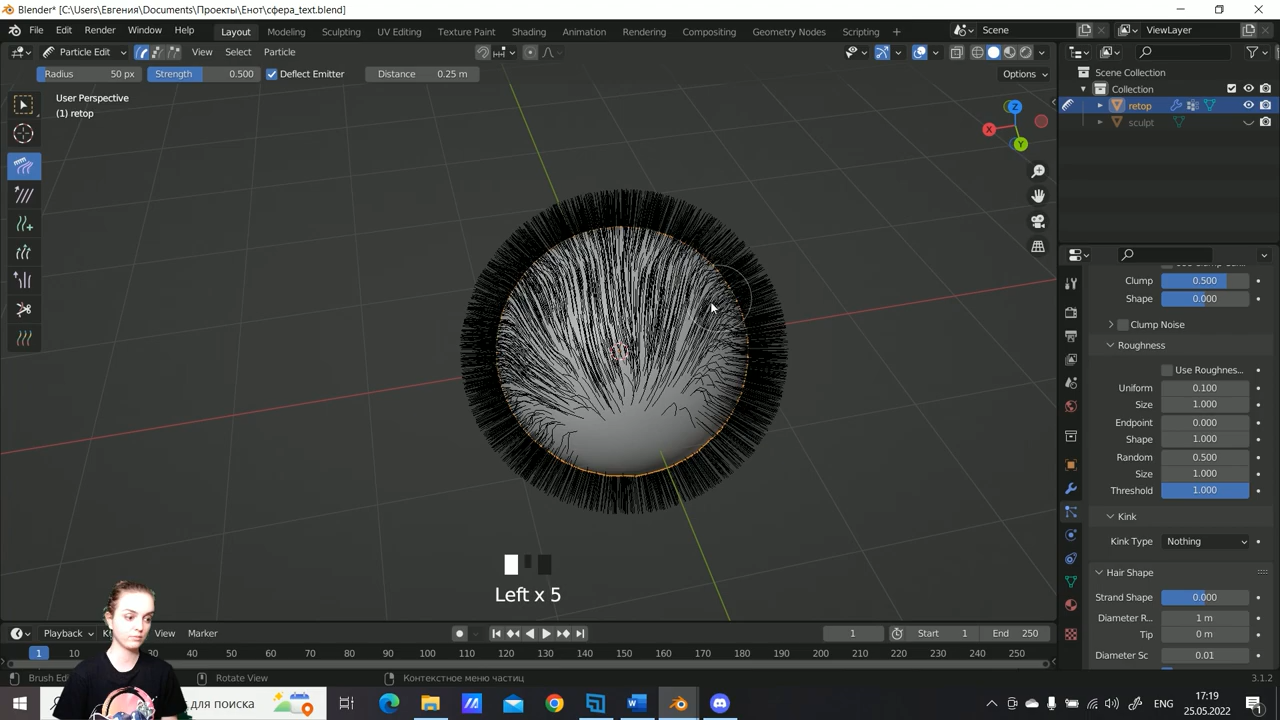 Blender* [C:\Users\Евгения\Documents\Проекты\Енот\сфера_text.blend]
File Edit Render Window Help Layout Modeling Sculpting UV Editing Texture Paint Shading Animation Rendering Compositing Geometry Nodes Scripting + Scene ViewLayer
Particle Edit View Select Particle
Radius 50 px Strength 0.500 Deflect Emitter Distance 0.25 m Options
User Perspective
(1) retop
Z
X
Y
Scene Collection
Collection
retop
sculpt
Clump 0.500
Shape 0.000
Clump Noise
Roughness
Use Roughnes...
Uniform 0.100
Size 1.000
Endpoint 0.000
Shape 1.000
Random 0.500
Size 1.000
Threshold 1.000
Kink
Kink Type Nothing
Hair Shape
Strand Shape 0.000
Diameter R... 1 m
Tip 0 m
Diameter Sc 0.01
Left x 5
Playback View Marker 1 Start 1 End 250
1 10 30 40 50 60 70 80 90 100 110 120 130 140 150 160 170 180 190 200 210 220 230 240 250
Brush Rotate View Контекстное меню частиц 3.1.2
для поиска
ENG
17:19
25.05.2022
1